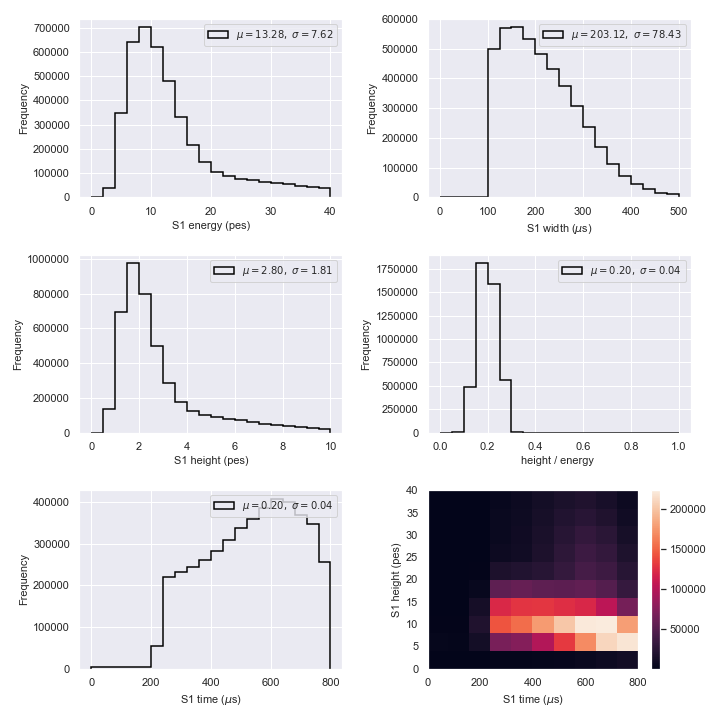 700000
600000
500000
400000
300000
200000
100000
0
Frequency
μ = 13.28, σ = 7.62
0 10 20 30 40
S1 energy (pes)
600000
500000
400000
300000
200000
100000
0
Frequency
μ = 203.12, σ = 78.43
0 100 200 300 400 500
S1 width (μs)
1000000
800000
600000
400000
200000
0
Frequency
μ = 2.80, σ = 1.81
0 2 4 6 8 10
S1 height (pes)
1750000
1500000
1250000
1000000
750000
500000
250000
0
Frequency
μ = 0.20, σ = 0.04
0.0 0.2 0.4 0.6 0.8 1.0
height / energy
400000
300000
200000
100000
0
Frequency
μ = 0.20, σ = 0.04
0 200 400 600 800
S1 time (μs)
40
35
30
25
20
15
10
5
0
S1 height (pes)
0 200 400 600 800
S1 time (μs)
200000
150000
100000
50000